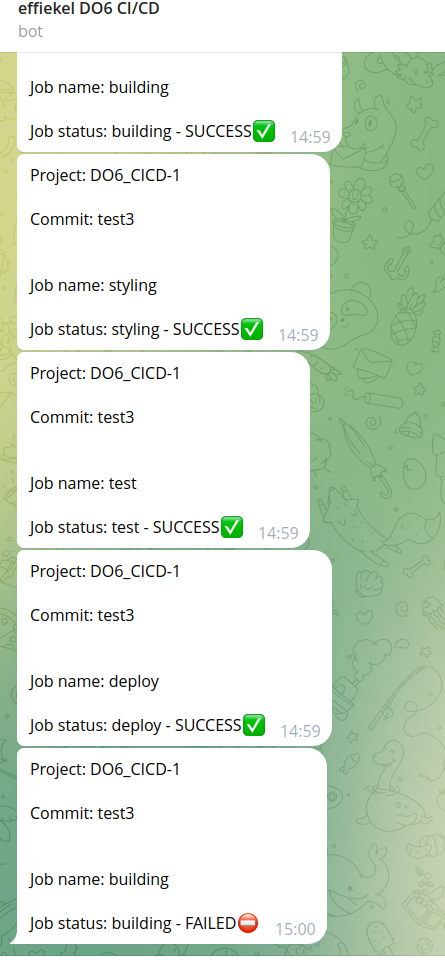 effiekel DO6 CI/CD
bot
Job name: building
Job status: building - SUCCESS✅ 14:59
Project: DO6_CICD-1
Commit: test3
Job name: styling
Job status: styling - SUCCESS✅ 14:59
Project: DO6_CICD-1
Commit: test3
Job name: test
Job status: test - SUCCESS✅ 14:59
Project: DO6_CICD-1
Commit: test3
Job name: deploy
Job status: deploy - SUCCESS✅ 14:59
Project: DO6_CICD-1
Commit: test3
Job name: building
Job status: building - FAILED⛔ 15:00